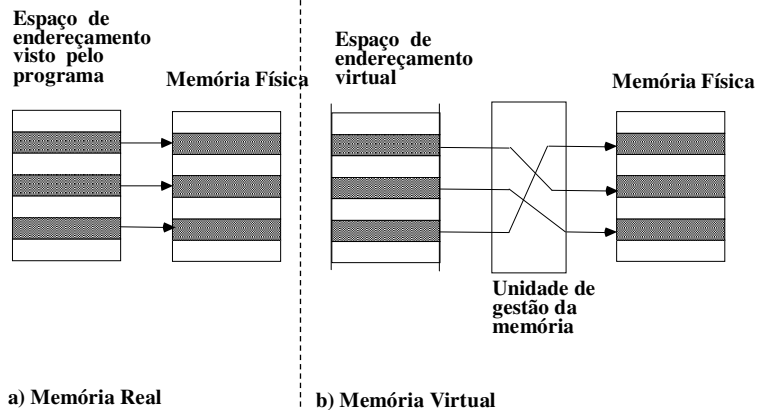 Espaço de
endereçamento
visto pelo
programa
Memória Física
a) Memória Real
Espaço de
endereçamento
virtual
Memória Física
Unidade de
gestão da
memória
b) Memória Virtual